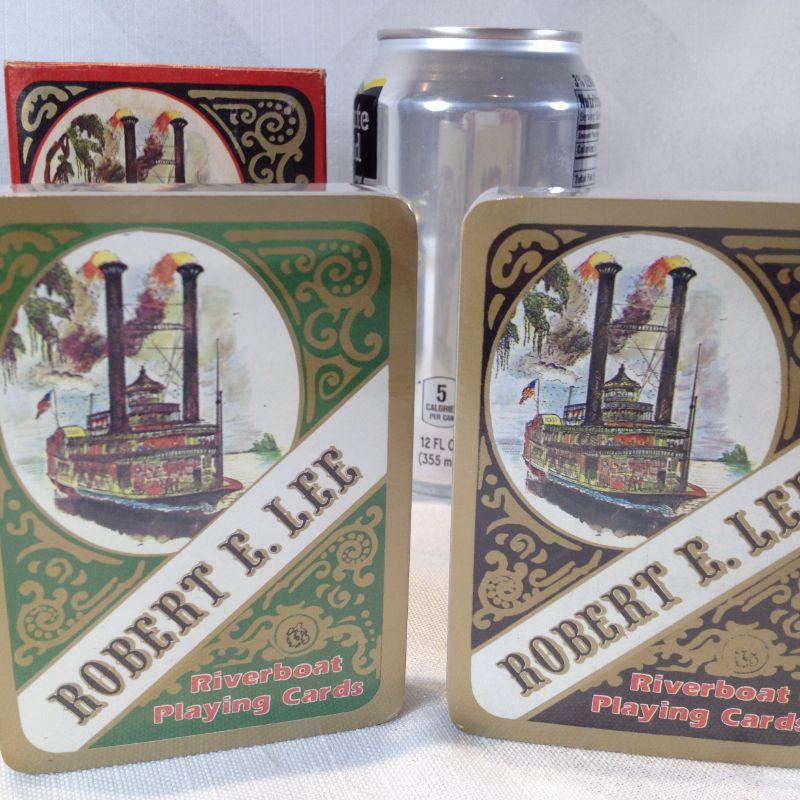 5
CALORIES
PER CAN
12 FL O
(355 m
ROBERT E. LEE
Riverboat
Playing Cards
ROBERT E. LEE
Riverboat
Playing Cards